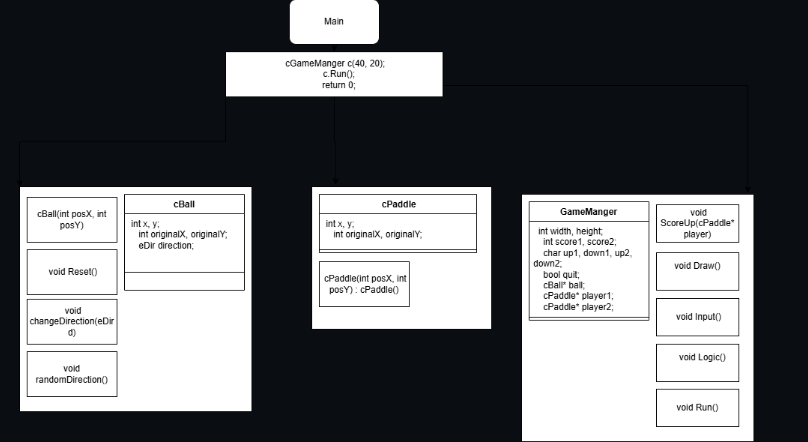 Main
cGameManger c(40, 20);
c.Run();
return 0;
cBall(int posX, int
posY)
void Reset()
void
changeDirection(eDir
d)
void
randomDirection()
cBall
int x, y;
int originalX, originalY;
eDir direction;
cPaddle
int x, y;
int originalX, originalY;
cPaddle(int posX, int
posY) : cPaddle()
GameManger
int width, height;
int score1, score2;
char up1, down1, up2,
down2;
bool quit;
cBall* ball;
cPaddle* player1;
cPaddle* player2;
void
ScoreUp(cPaddle*
player)
void Draw()
void Input()
void Logic()
void Run()